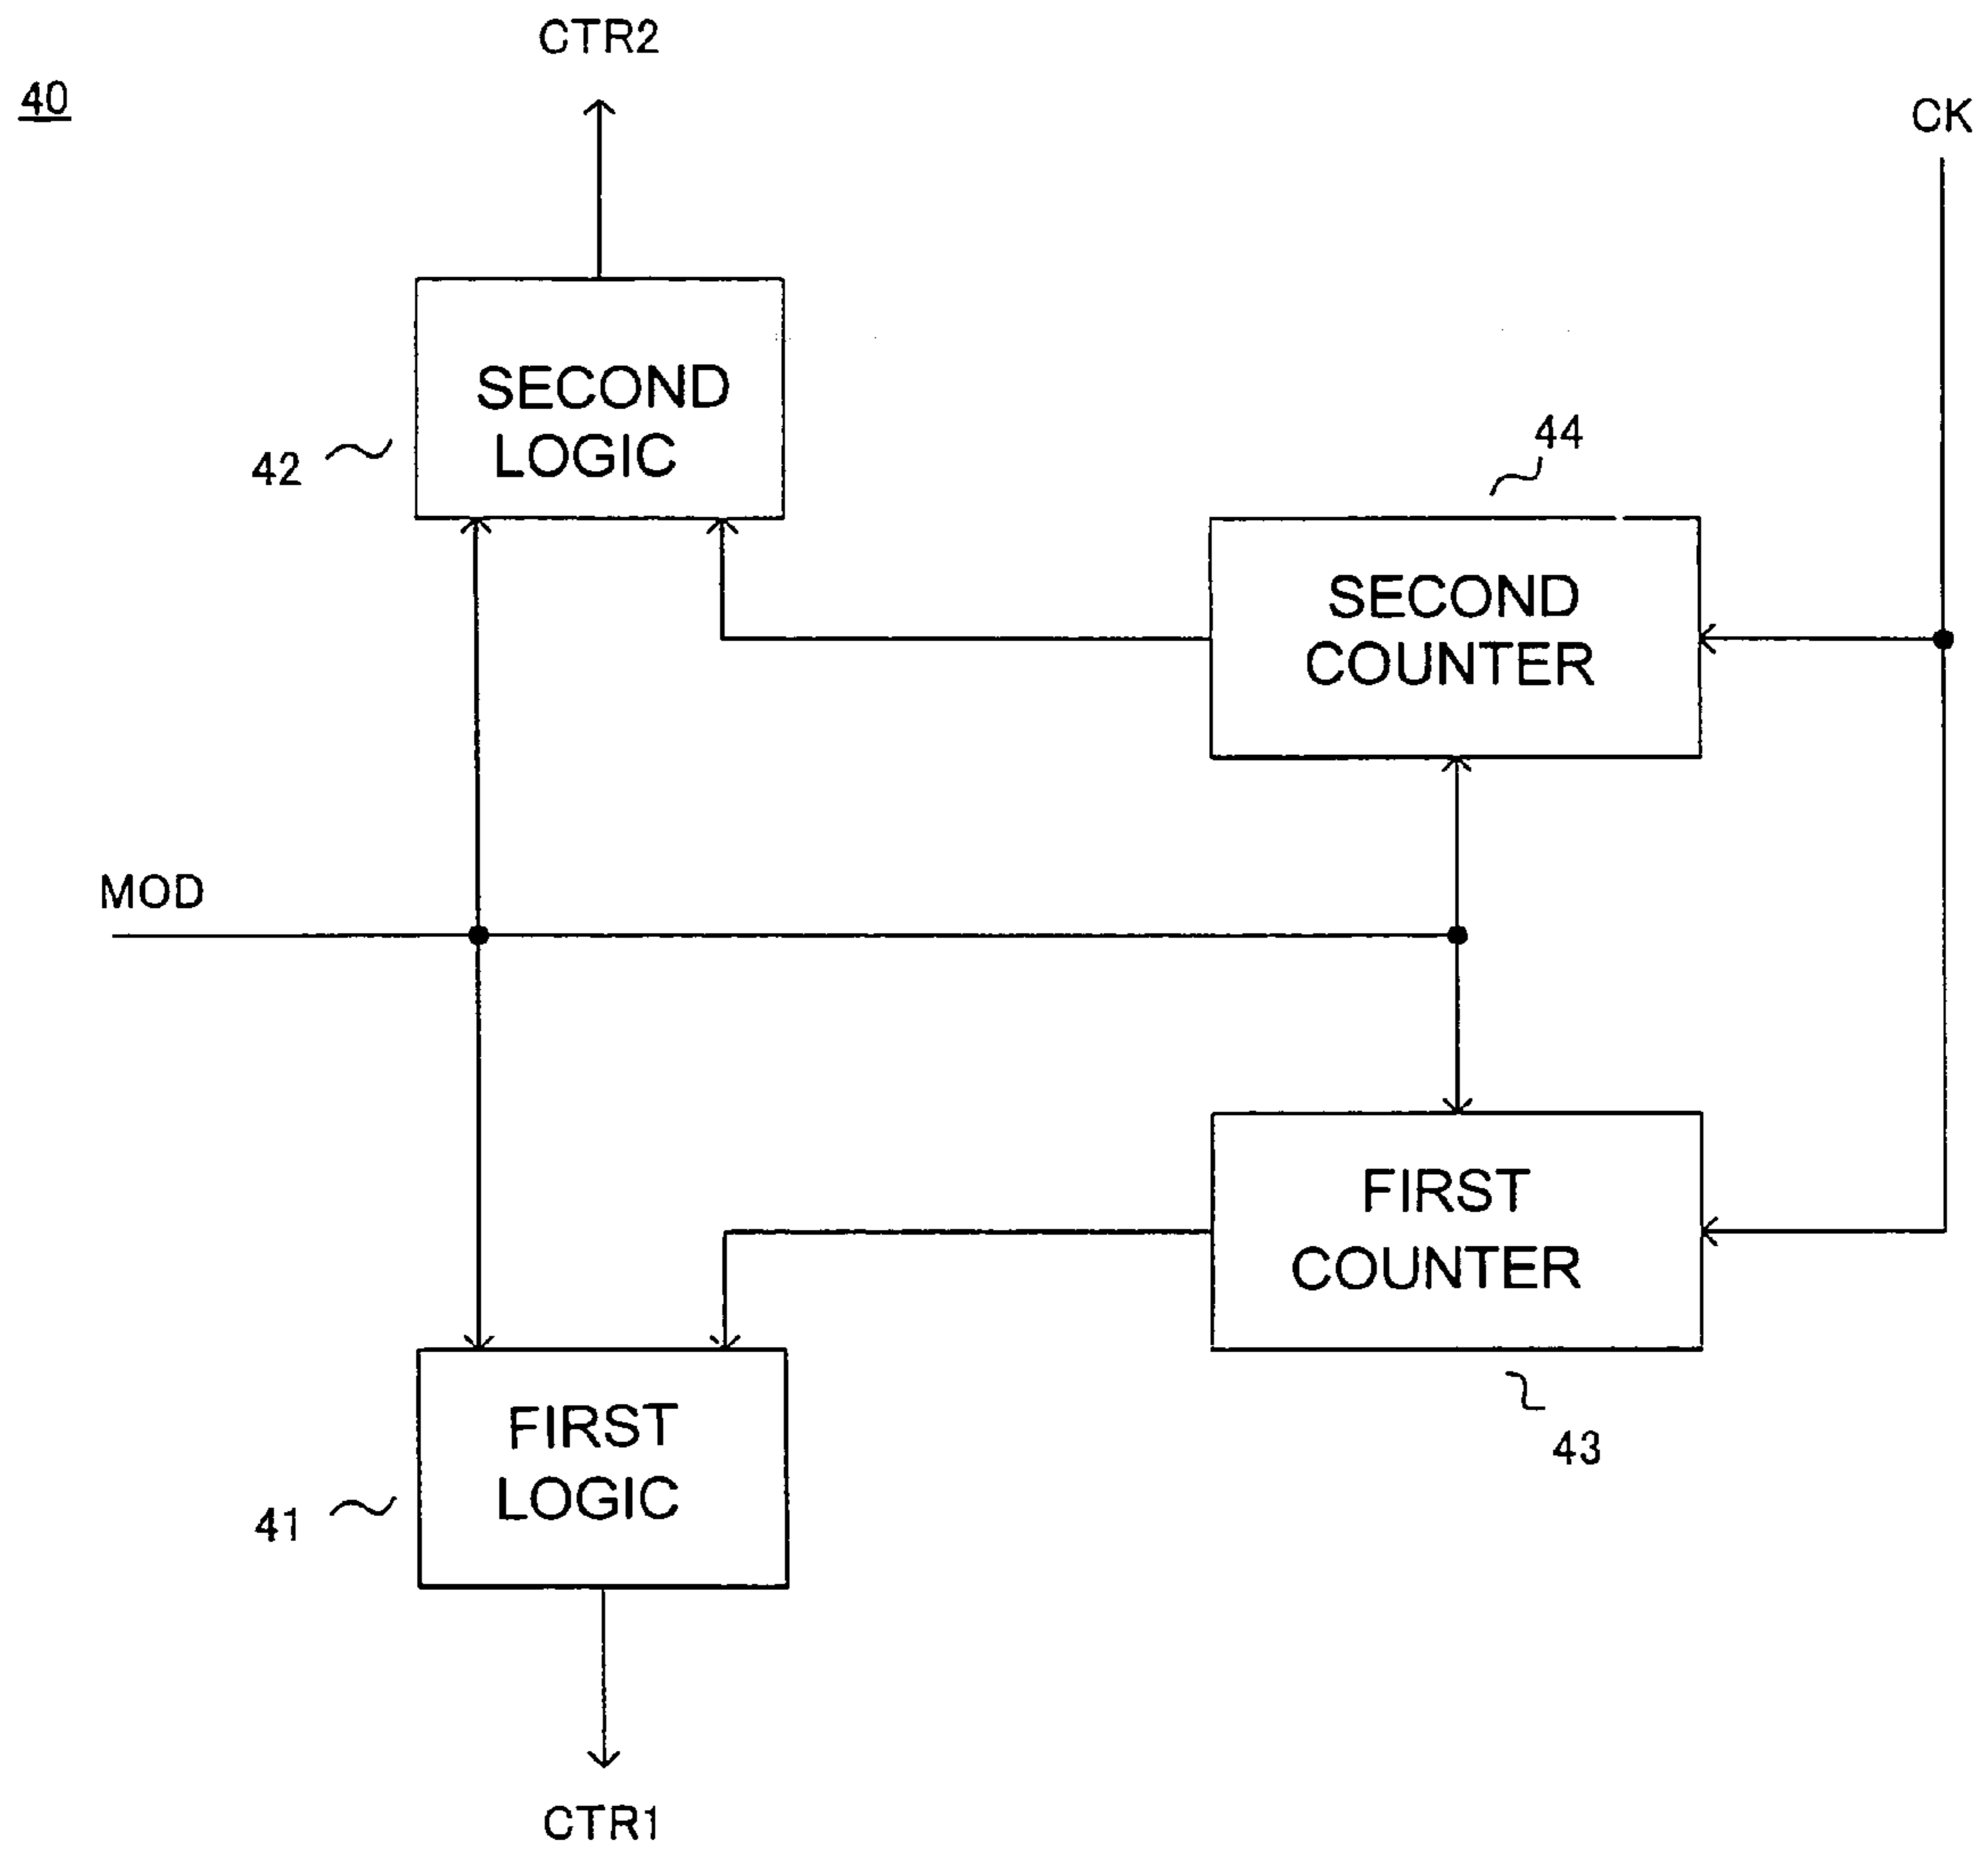 CTR2
40
CK
SECOND
LOGIC
42
44
SECOND
COUNTER
MOD
FIRST
COUNTER
43
FIRST
LOGIC
41
CTR1